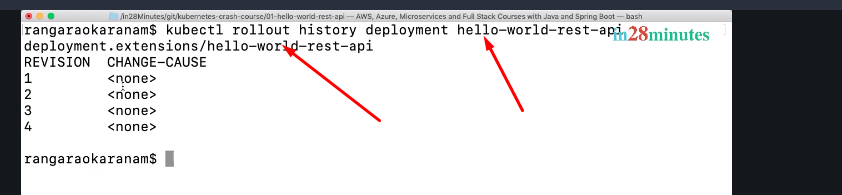 /in28Minutes/git/kubernetes-crash-course/01-hello-world-rest-api — AWS, Azure, Microservices and Full Stack Courses with Java and Spring Boot — bash
rangaraokaranam$ kubectl rollout history deployment hello-world-rest-api
in28minutes
deployment.extensions/hello-world-rest-api
REVISION CHANGE-CAUSE
1 <none>
2 <none>
3 <none>
4 <none>
rangaraokaranam$